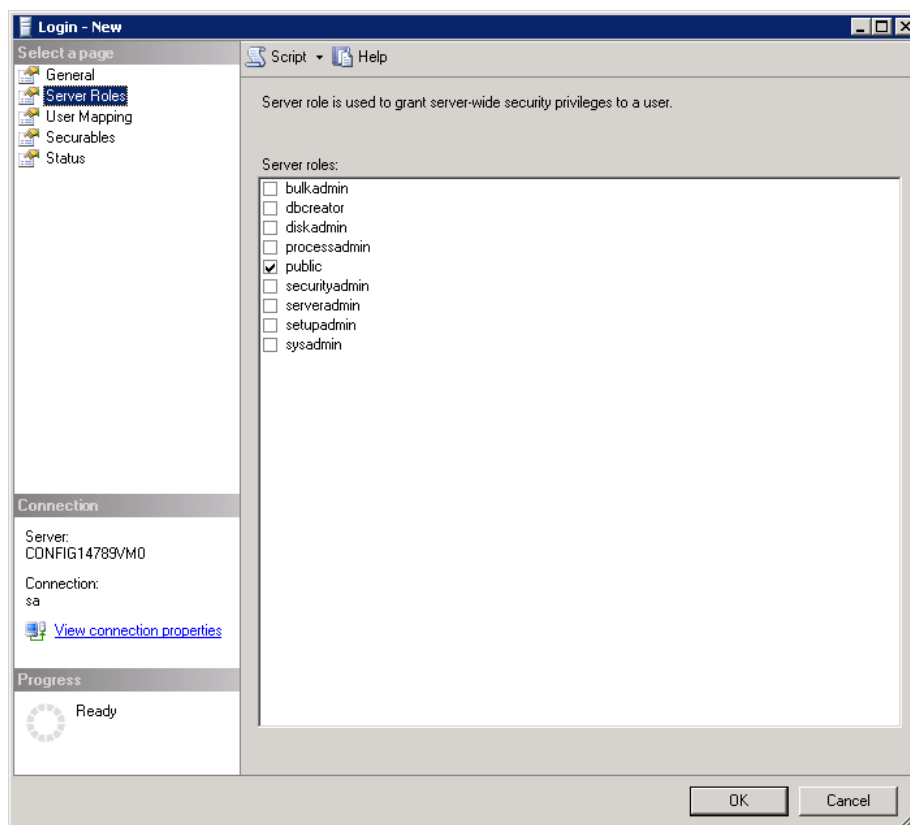 Login - New
Select a page
General
Server Roles
User Mapping
Securables
Status
Script
Help
Server role is used to grant server-wide security privileges to a user.
Server roles:
bulkadmin
dbcreator
diskadmin
processadmin
public
securityadmin
serveradmin
setupadmin
sysadmin
Connection
Server:
CONFIG14789VM0
Connection:
sa
View connection properties
Progress
Ready
OK
Cancel